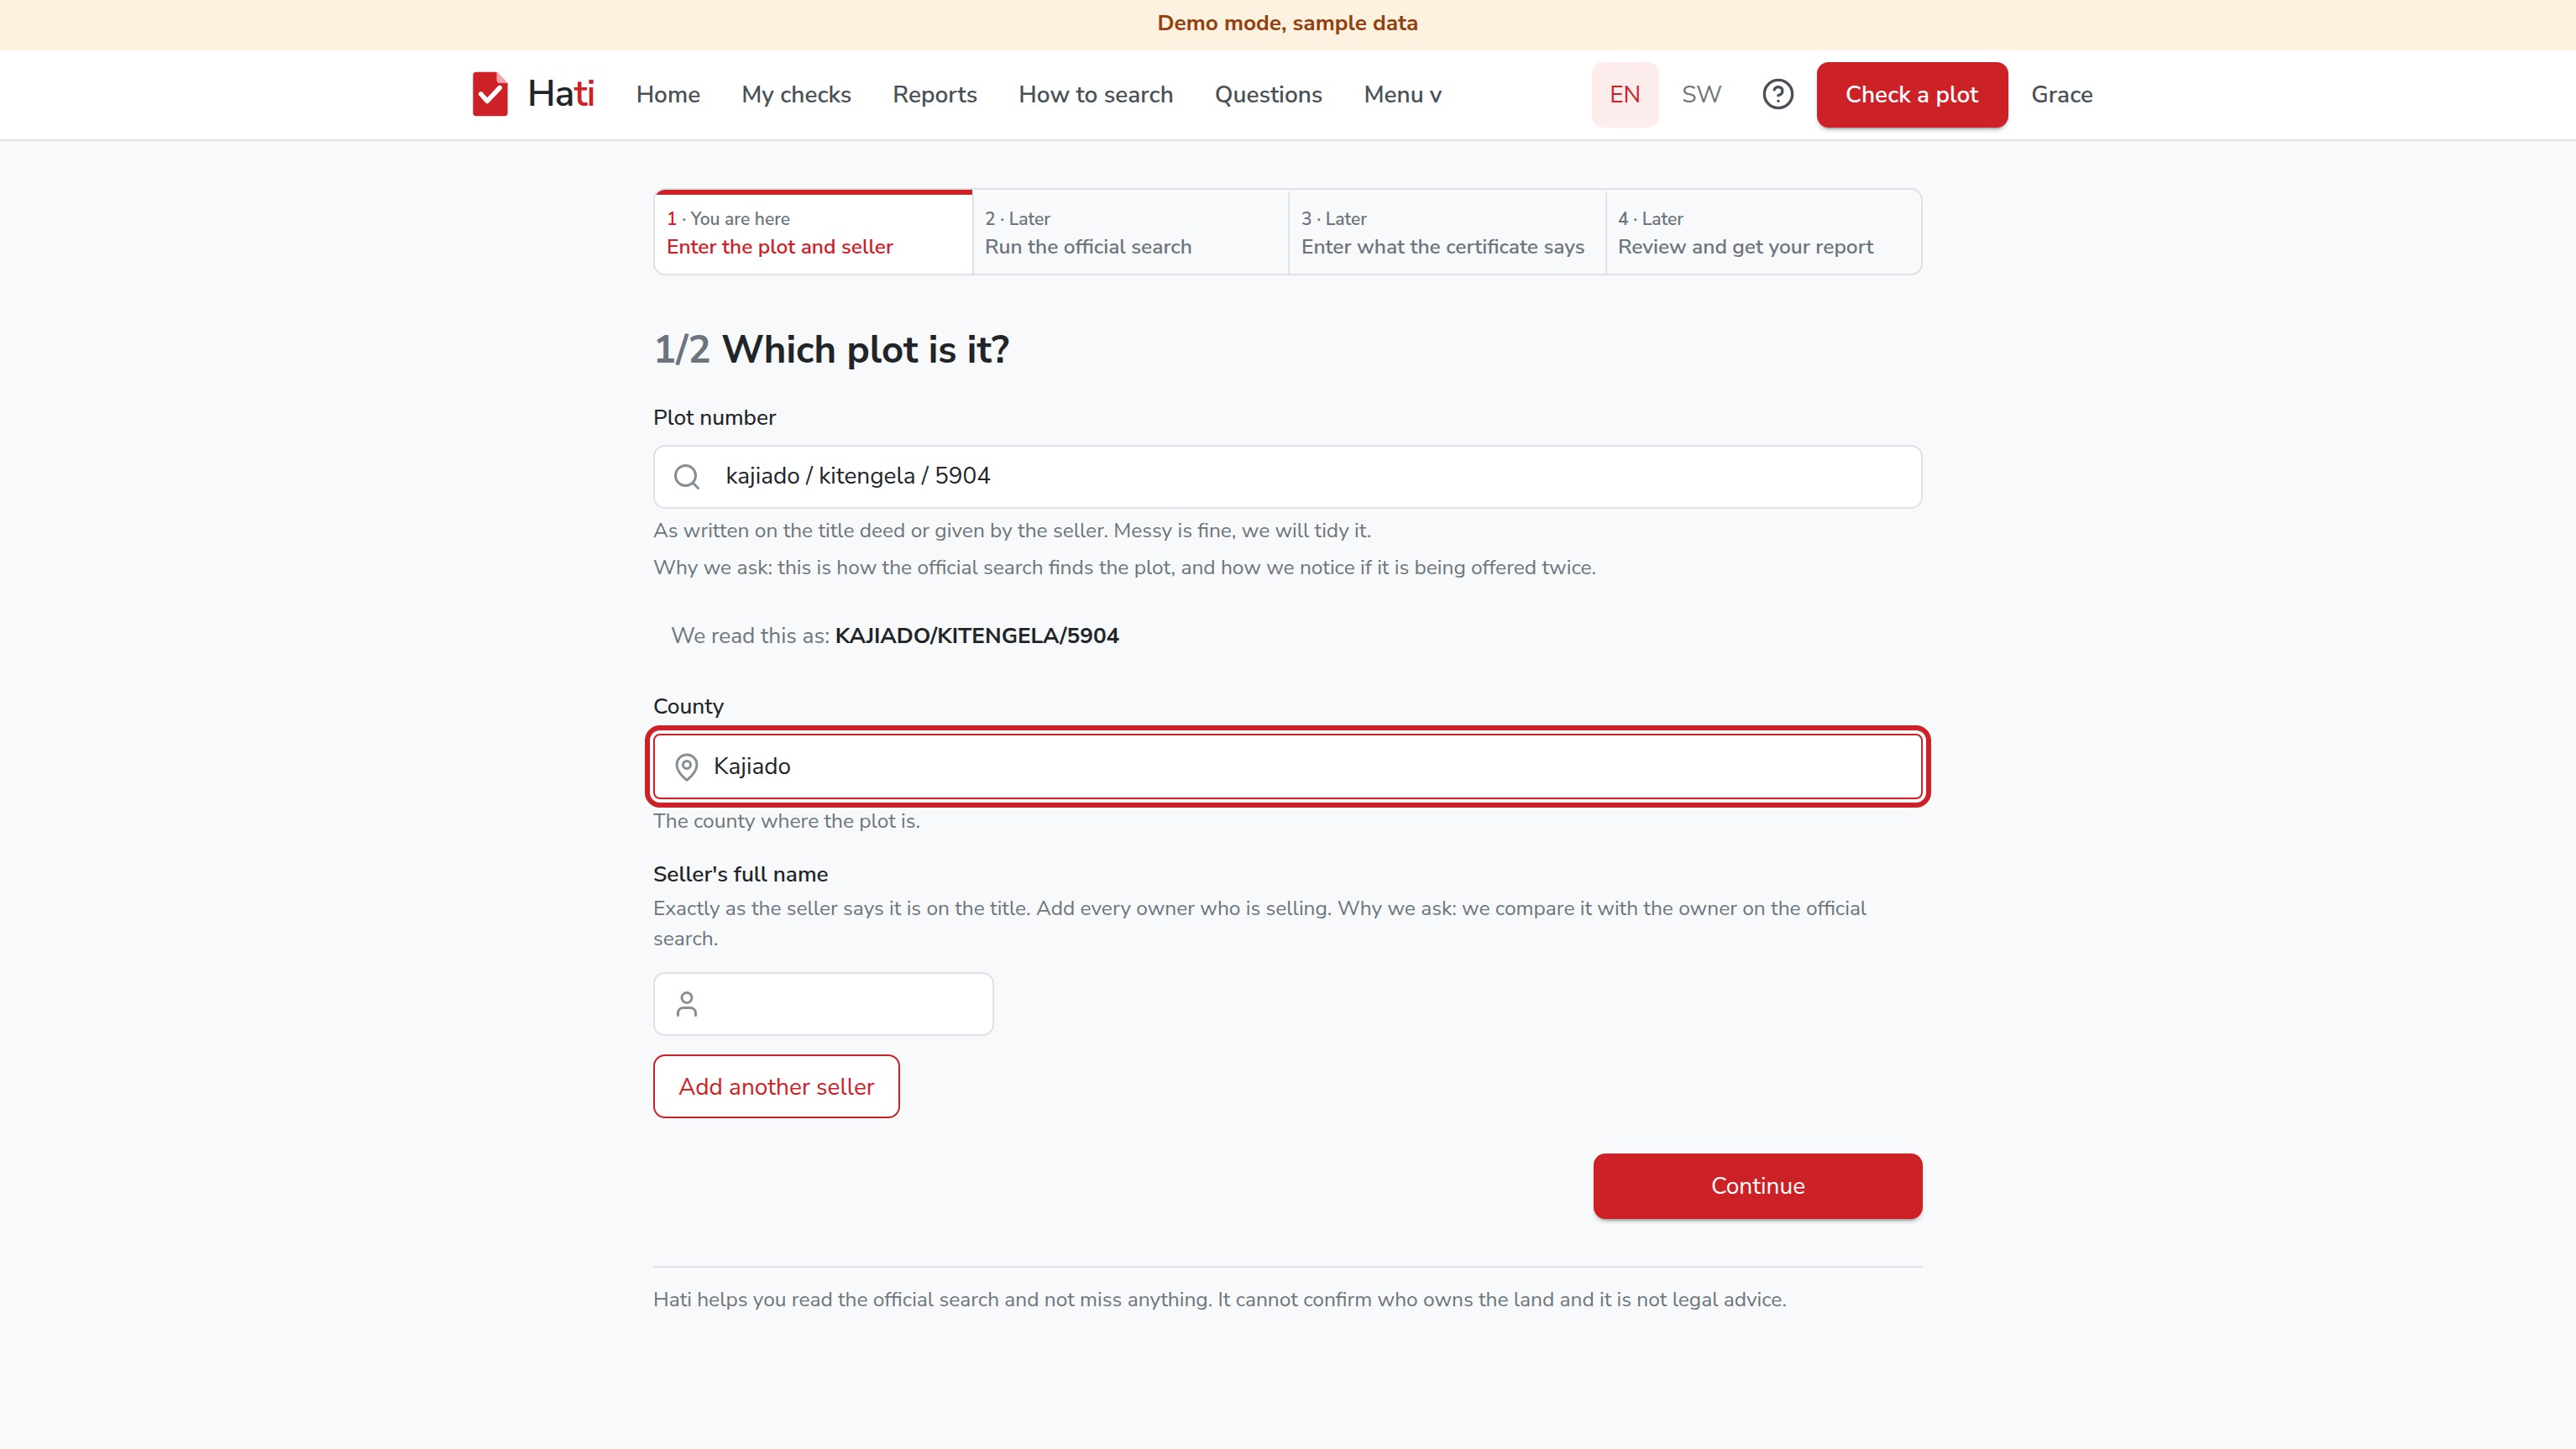 Demo mode, sample data
Hati Home My checks Reports How to search Questions Menu v EN SW ? Check a plot Grace
1 · You are here 2 · Later 3 · Later 4 · Later
Enter the plot and seller Run the official search Enter what the certificate says Review and get your report
1/2 Which plot is it?
Plot number
kajiado / kitengela / 5904
As written on the title deed or given by the seller. Messy is fine, we will tidy it.
Why we ask: this is how the official search finds the plot, and how we notice if it is being offered twice.
We read this as: KAJIADO/KITENGELA/5904
County
Kajiado
The county where the plot is.
Seller's full name
Exactly as the seller says it is on the title. Add every owner who is selling. Why we ask: we compare it with the owner on the official
search.
Add another seller
Continue
Hati helps you read the official search and not miss anything. It cannot confirm who owns the land and it is not legal advice.